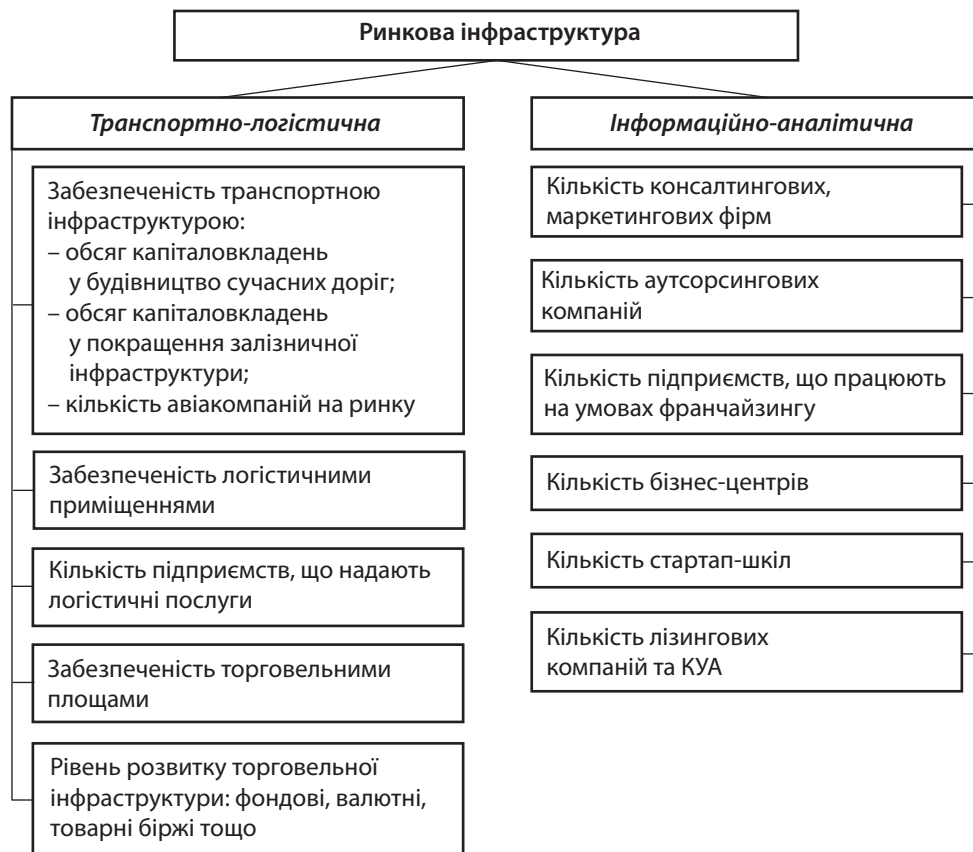 Ринкова інфраструктура
Транспортно-логістична
Забезпеченість транспортною
інфраструктурою:
– обсяг капіталовкладень
у будівництво сучасних доріг;
– обсяг капіталовкладень
у покращення залізничної
інфраструктури;
– кількість авіакомпаній на ринку
Забезпеченість логістичними
приміщеннями
Кількість підприємств, що надають
логістичні послуги
Забезпеченість торговельними
площами
Рівень розвитку торговельної
інфраструктури: фондові, валютні,
товарні біржі тощо
Інформаційно-аналітична
Кількість консалтингових,
маркетингових фірм
Кількість аутсорсингових
компаній
Кількість підприємств, що працюють
на умовах франчайзингу
Кількість бізнес-центрів
Кількість стартап-шкіл
Кількість лізингових
компаній та КУА